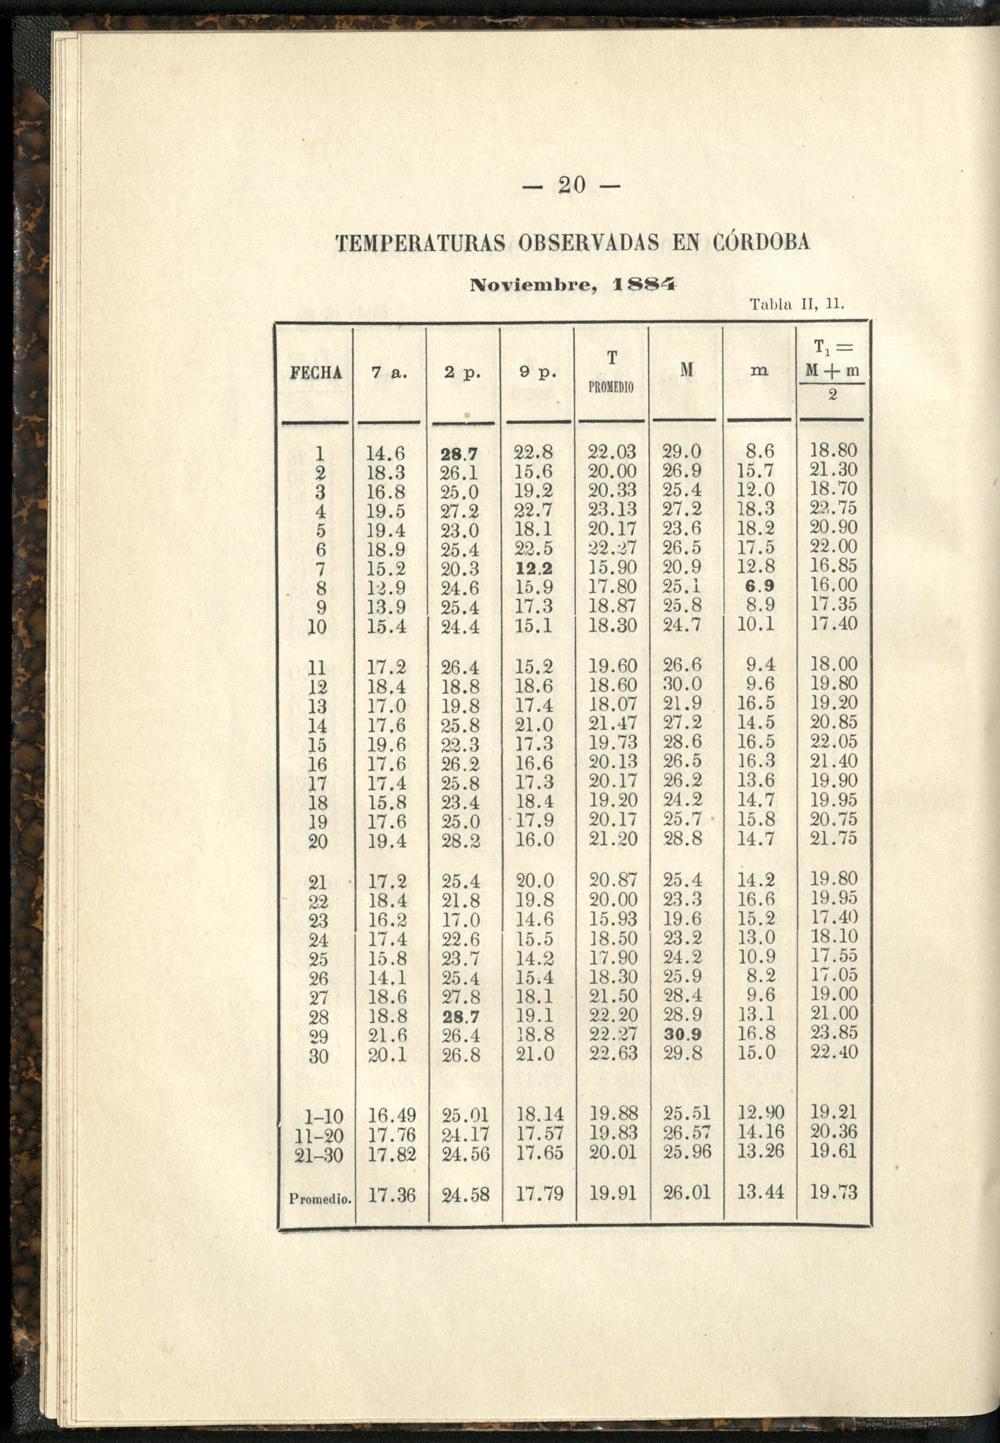 — 20 —
TEMPERATURAS OBSERVADAS EN CÓRDOBA
Noviembre, 1884
Tabla II, 11.
FECHA 7 a. 2 p. 9 p. T PROMEDIO M m T₁ = M + m / 2
1 14.6 28.7 22.8 22.03 29.0 8.6 18.80
2 18.3 26.1 15.6 20.00 26.9 15.7 21.30
3 16.8 25.0 19.2 20.33 25.4 12.0 18.70
4 19.5 27.2 22.7 23.13 27.2 18.3 22.75
5 19.4 23.0 18.1 20.17 23.6 18.2 20.90
6 18.9 25.4 22.5 22.27 26.5 17.5 22.00
7 15.2 20.3 12.2 15.90 20.9 12.8 16.85
8 12.9 24.6 15.9 17.80 25.1 6.9 16.00
9 13.9 25.4 17.3 18.87 25.8 8.9 17.35
10 15.4 24.4 15.1 18.30 24.7 10.1 17.40
11 17.2 26.4 15.2 19.60 26.6 9.4 18.00
12 18.4 18.8 18.6 18.60 30.0 9.6 19.80
13 17.0 19.8 17.4 18.07 21.9 16.5 19.20
14 17.6 25.8 21.0 21.47 27.2 14.5 20.85
15 19.6 22.3 17.3 19.73 28.6 16.5 22.05
16 17.6 26.2 16.6 20.13 26.5 16.3 21.40
17 17.4 25.8 17.3 20.17 26.2 13.6 19.90
18 15.8 23.4 18.4 19.20 24.2 14.7 19.95
19 17.6 25.0 17.9 20.17 25.7 15.8 20.75
20 19.4 28.2 16.0 21.20 28.8 14.7 21.75
21 17.2 25.4 20.0 20.87 25.4 14.2 19.80
22 18.4 21.8 19.8 20.00 23.3 16.6 19.95
23 16.2 17.0 14.6 15.93 19.6 15.2 17.40
24 17.4 22.6 15.5 18.50 23.2 13.0 18.10
25 15.8 23.7 14.2 17.90 24.2 10.9 17.55
26 14.1 25.4 15.4 18.30 25.9 8.2 17.05
27 18.6 27.8 18.1 21.50 28.4 9.6 19.00
28 18.8 28.7 19.1 22.20 28.9 13.1 21.00
29 21.6 26.4 18.8 22.27 30.9 16.8 23.85
30 20.1 26.8 21.0 22.63 29.8 15.0 22.40
1–10 16.49 25.01 18.14 19.88 25.51 12.90 19.21
11–20 17.76 24.17 17.57 19.83 26.57 14.16 20.36
21–30 17.82 24.56 17.65 20.01 25.96 13.26 19.61
Promedio. 17.36 24.58 17.79 19.91 26.01 13.44 19.73